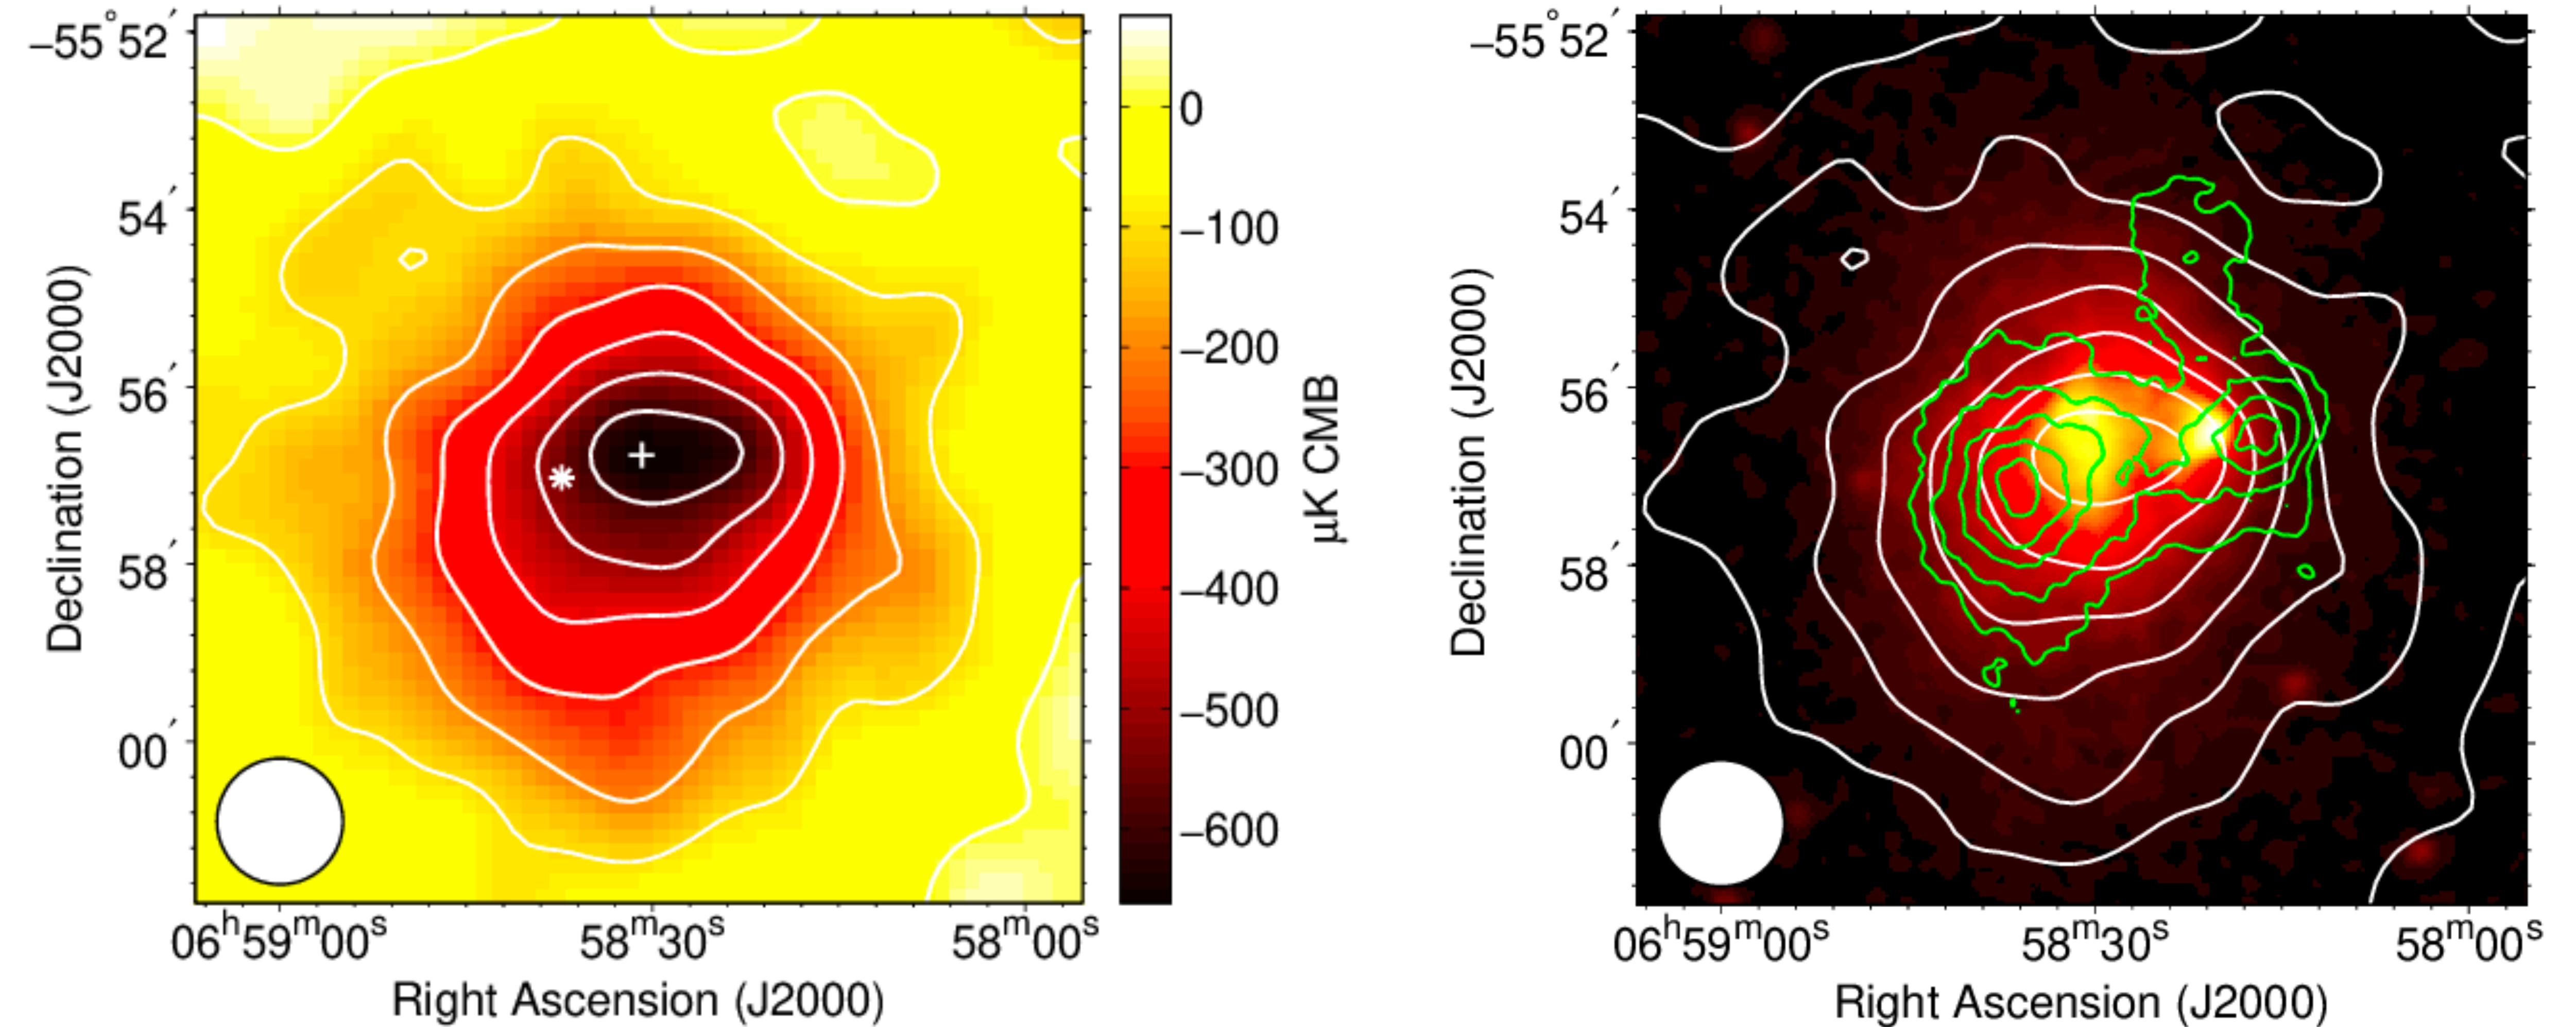 −55°52′
54′
56′
58′
00′
Declination (J2000)
06ʰ59ᵐ00ˢ
58ᵐ30ˢ
58ᵐ00ˢ
Right Ascension (J2000)
0
−100
−200
−300
−400
−500
−600
μK CMB
−55°52′
54′
56′
58′
00′
Declination (J2000)
06ʰ59ᵐ00ˢ
58ᵐ30ˢ
58ᵐ00ˢ
Right Ascension (J2000)